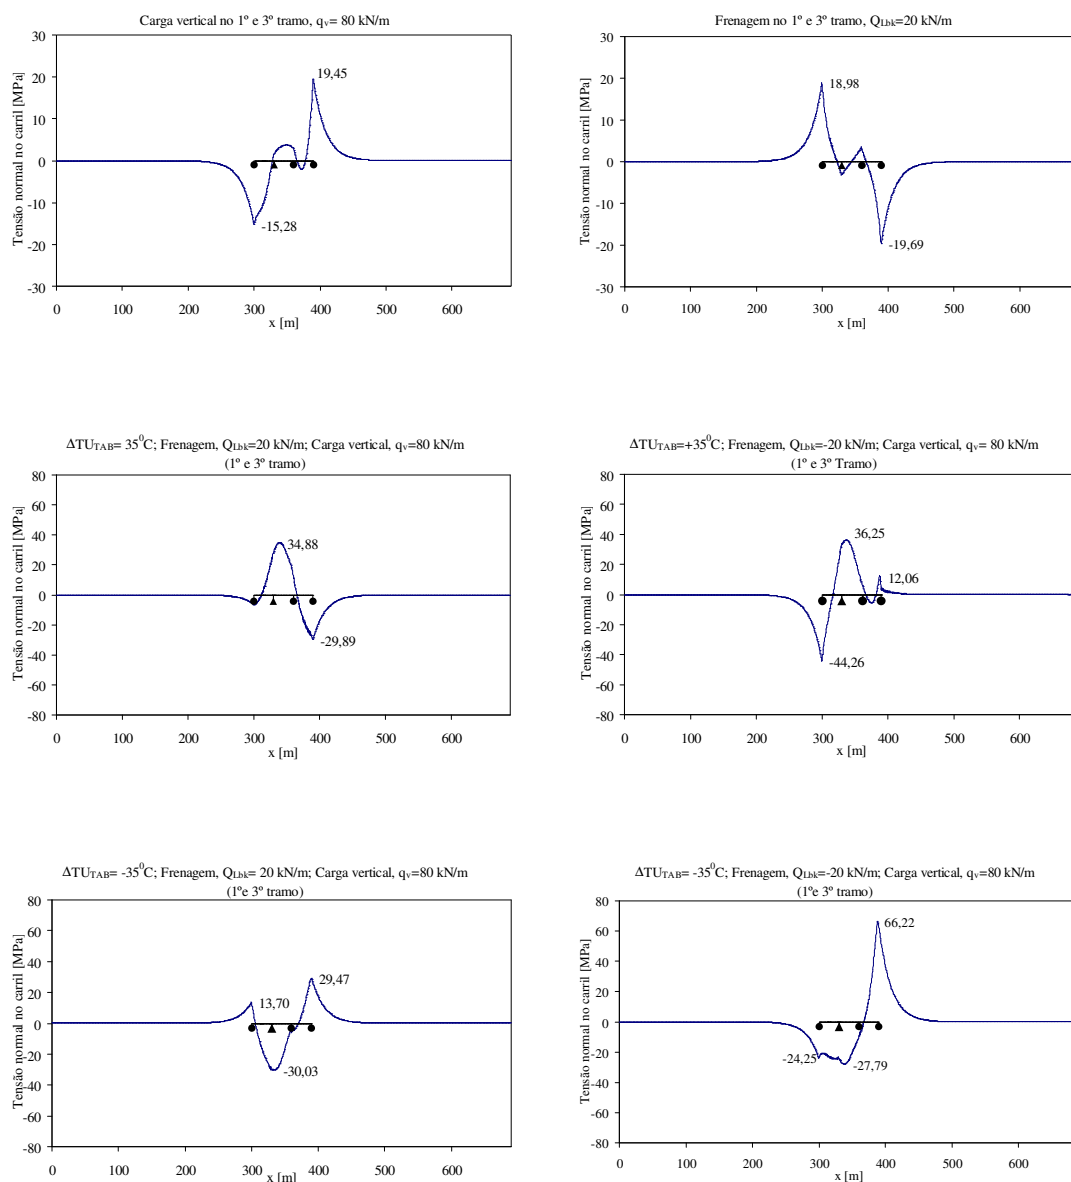 Carga vertical no 1º e 3º tramo, qv= 80 kN/m
Tensão normal no carril [MPa]
30
20
10
0
-10
-20
-30
19,45
-15,28
0 100 200 300 400 500 600
x [m]
Frenagem no 1º e 3º tramo, QLbk=20 kN/m
Tensão normal no carril [MPa]
30
20
10
0
-10
-20
-30
18,98
-19,69
0 100 200 300 400 500 600
x [m]
ΔTUTAB= 35⁰C; Frenagem, QLbk=20 kN/m; Carga vertical, qv=80 kN/m
(1º e 3º tramo)
Tensão normal no carril [MPa]
80
60
40
20
0
-20
-40
-60
-80
34,88
-29,89
0 100 200 300 400 500 600
x [m]
ΔTUTAB=+35⁰C; Frenagem, QLbk=-20 kN/m; Carga vertical, qv= 80 kN/m
(1º e 3º Tramo)
Tensão normal no carril [MPa]
80
60
40
20
0
-20
-40
-60
-80
36,25
12,06
-44,26
0 100 200 300 400 500 600
x [m]
ΔTUTAB= -35⁰C; Frenagem, QLbk= 20 kN/m; Carga vertical, qv=80 kN/m
(1ºe 3º tramo)
Tensão normal no carril [MPa]
80
60
40
20
0
-20
-40
-60
-80
29,47
13,70
-30,03
0 100 200 300 400 500 600
x [m]
ΔTUTAB= -35⁰C; Frenagem, QLbk=-20 kN/m; Carga vertical, qv=80 kN/m
(1º e 3º tramo)
Tensão normal no carril [MPa]
80
60
40
20
0
-20
-40
-60
-80
66,22
-24,25
-27,79
0 100 200 300 400 500 600
x [m]